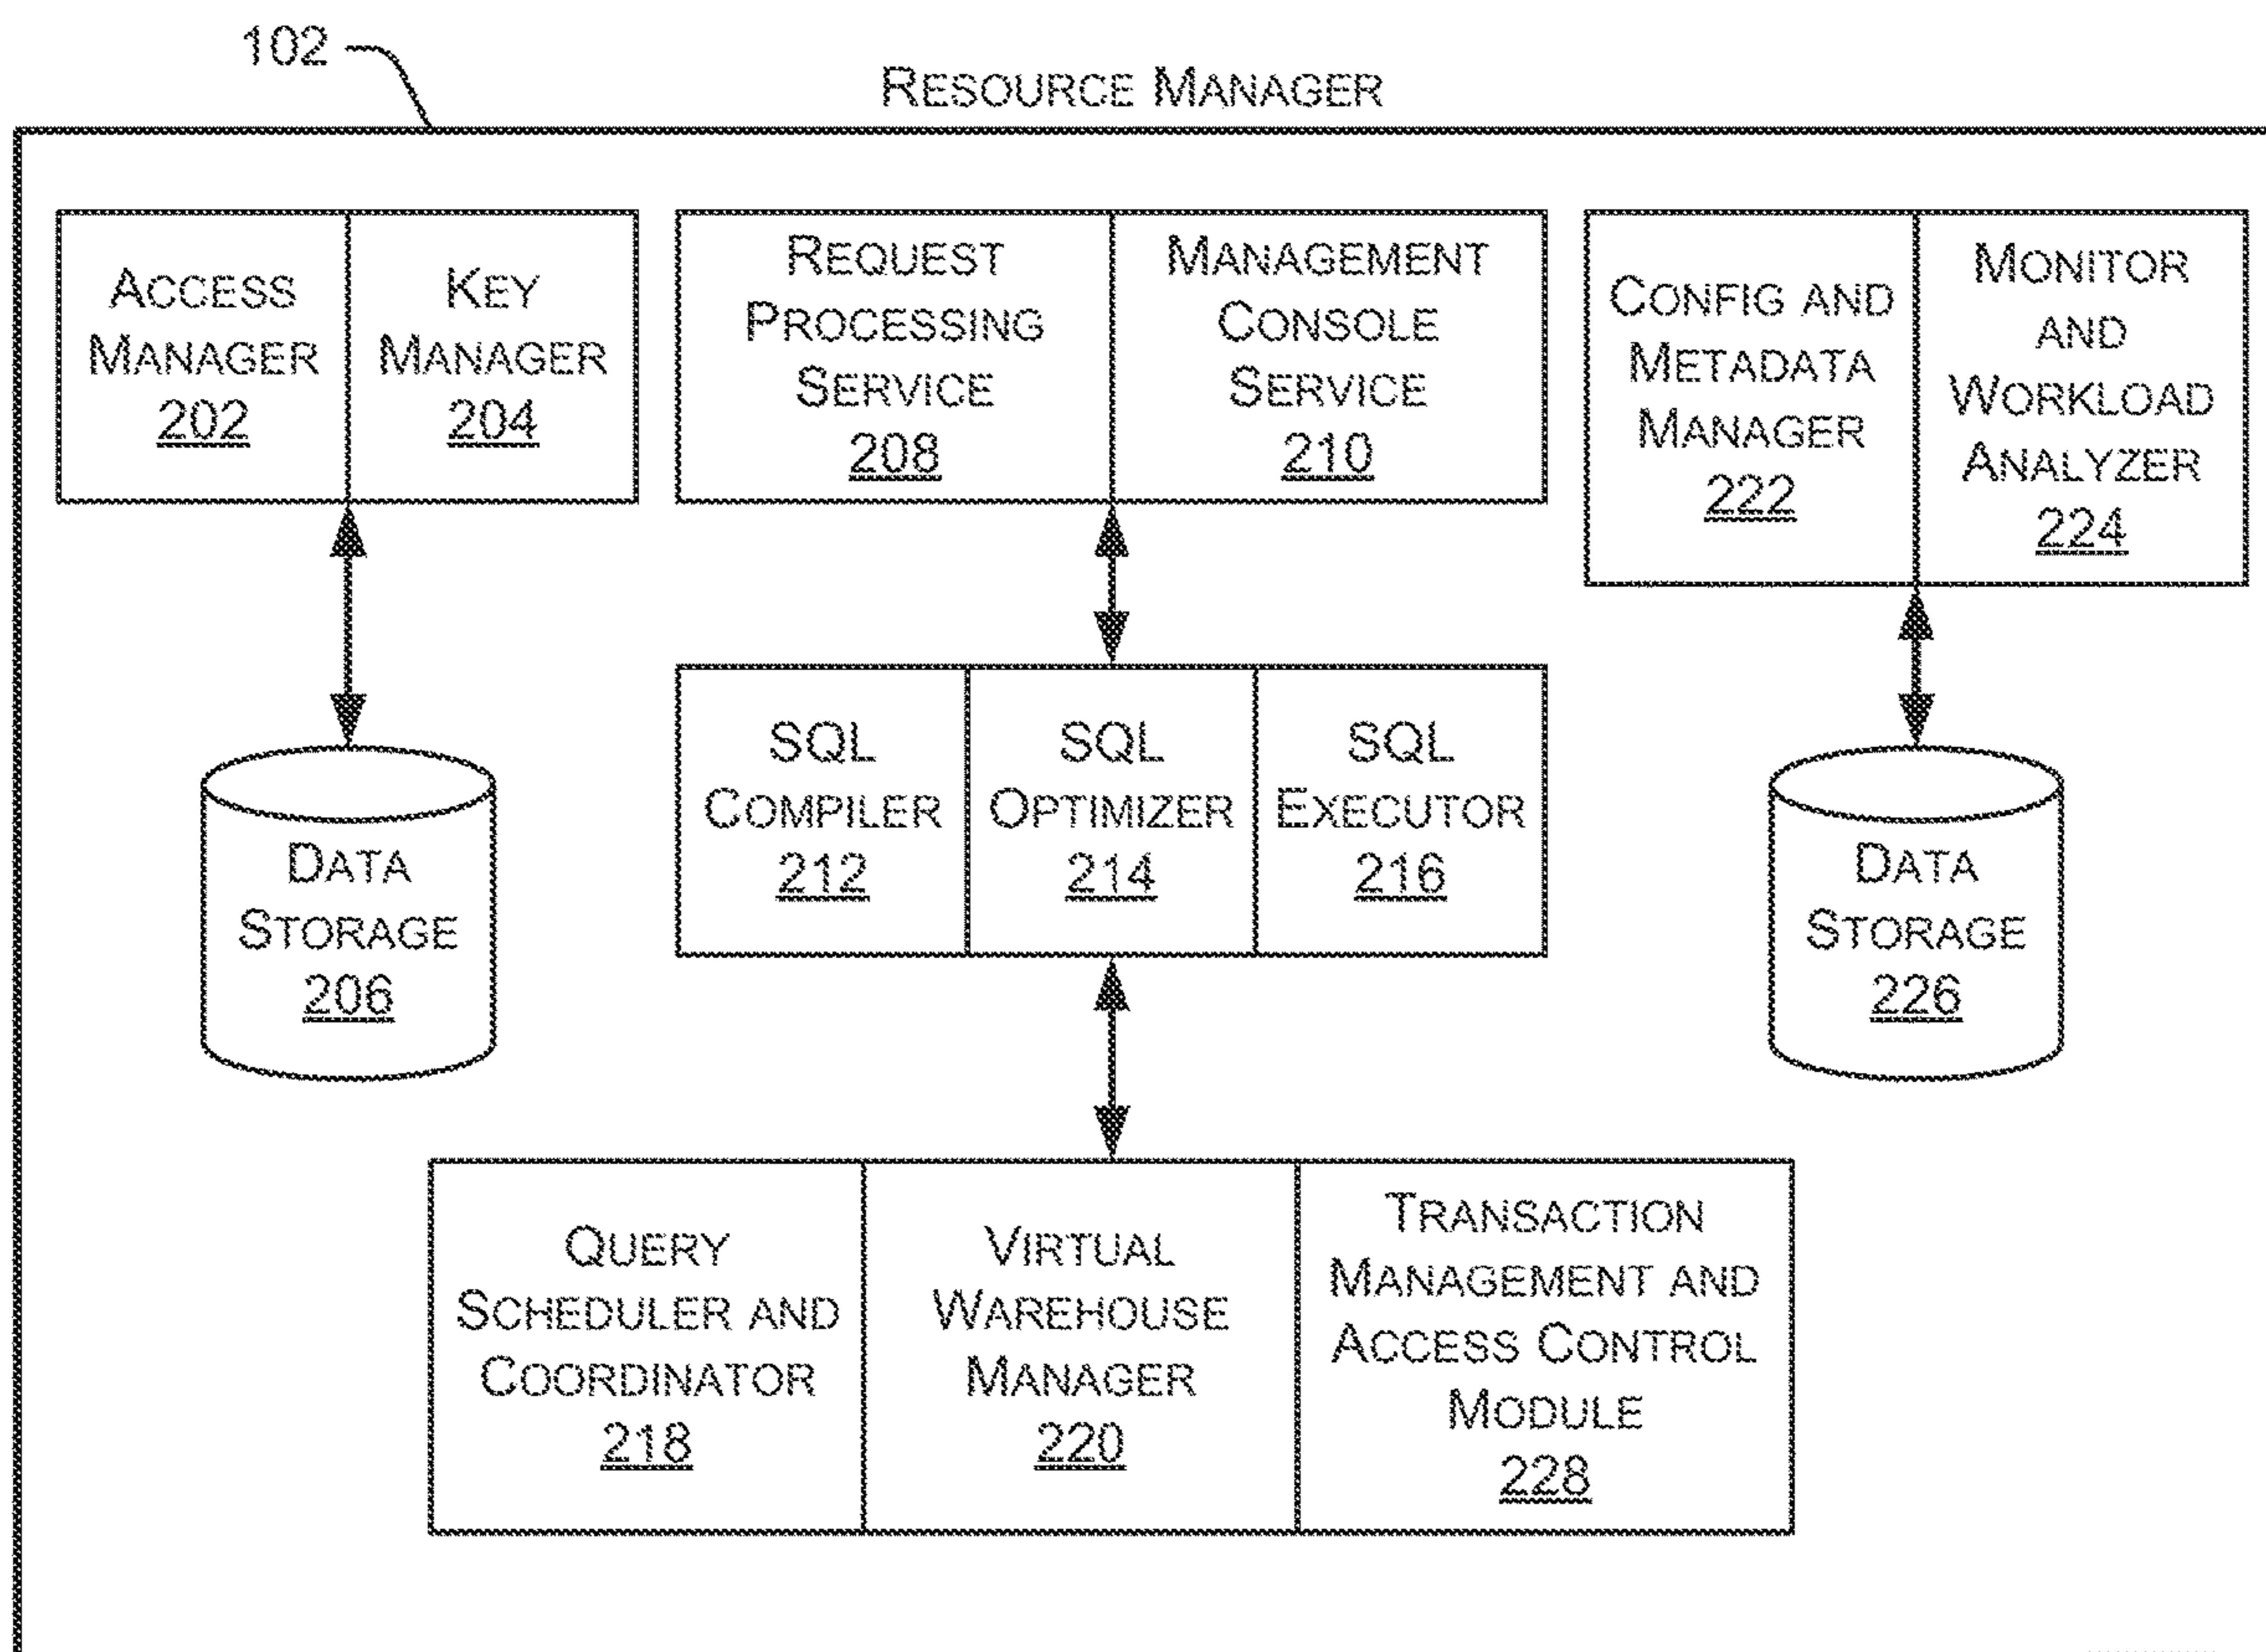 102
RESOURCE MANAGER
ACCESS
MANAGER
202
KEY
MANAGER
204
REQUEST
PROCESSING
SERVICE
208
MANAGEMENT
CONSOLE
SERVICE
210
CONFIG AND
METADATA
MANAGER
222
MONITOR
AND
WORKLOAD
ANALYZER
224
DATA
STORAGE
206
SQL
COMPILER
212
SQL
OPTIMIZER
214
SQL
EXECUTOR
216
DATA
STORAGE
226
QUERY
SCHEDULER AND
COORDINATOR
218
VIRTUAL
WAREHOUSE
MANAGER
220
TRANSACTION
MANAGEMENT AND
ACCESS CONTROL
MODULE
228